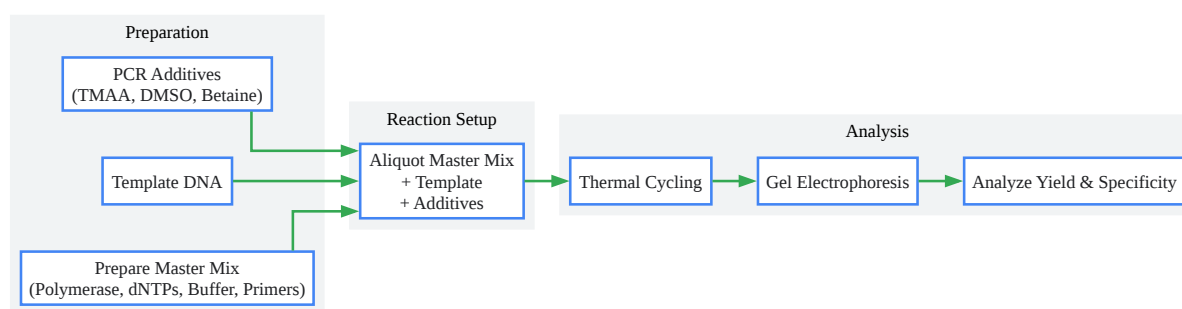 Preparation
PCR Additives
(TMAA, DMSO, Betaine)
Template DNA
Prepare Master Mix
(Polymerase, dNTPs, Buffer, Primers)
Reaction Setup
Aliquot Master Mix
+ Template
+ Additives
Analysis
Thermal Cycling
Gel Electrophoresis
Analyze Yield & Specificity